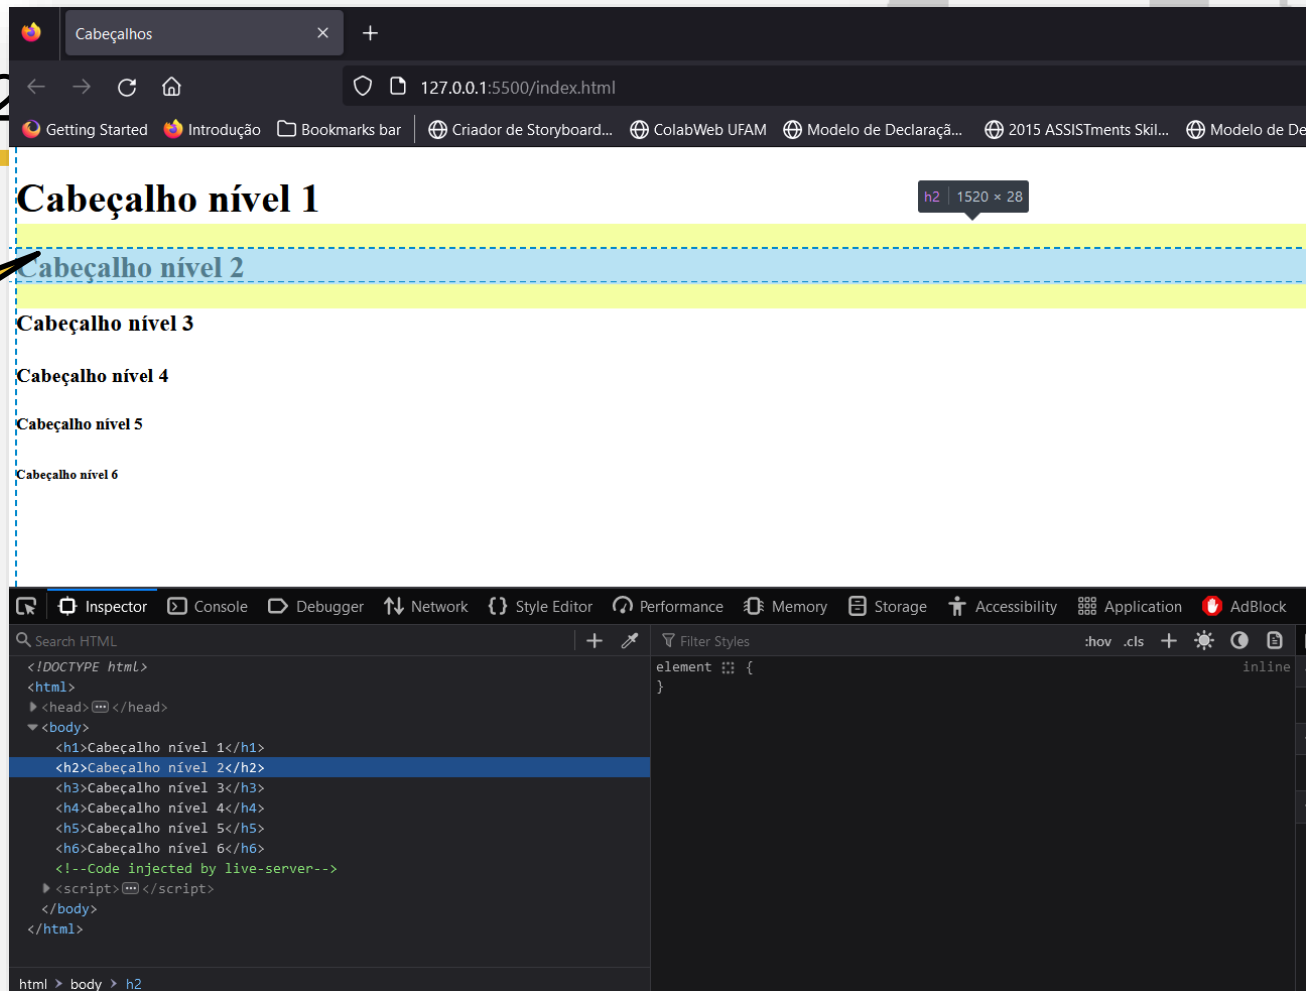 Cabeçalhos
127.0.0.1:5500/index.html
Getting Started Introdução Bookmarks bar Criador de Storyboard... ColabWeb UFAM Modelo de Declaraçã... 2015 ASSISTments Skil... Modelo de De
Cabeçalho nível 1
h2 1520 × 28
Cabeçalho nível 2
Cabeçalho nível 3
Cabeçalho nível 4
Cabeçalho nível 5
Cabeçalho nível 6
Inspector Console Debugger Network Style Editor Performance Memory Storage Accessibility Application AdBlock
Search HTML
Filter Styles :hov .cls
<!DOCTYPE html>
<html>
<head></head>
<body>
<h1>Cabeçalho nível 1</h1>
<h2>Cabeçalho nível 2</h2>
<h3>Cabeçalho nível 3</h3>
<h4>Cabeçalho nível 4</h4>
<h5>Cabeçalho nível 5</h5>
<h6>Cabeçalho nível 6</h6>
<!--Code injected by live-server-->
<script></script>
</body>
</html>
element { inline
}
html > body > h2